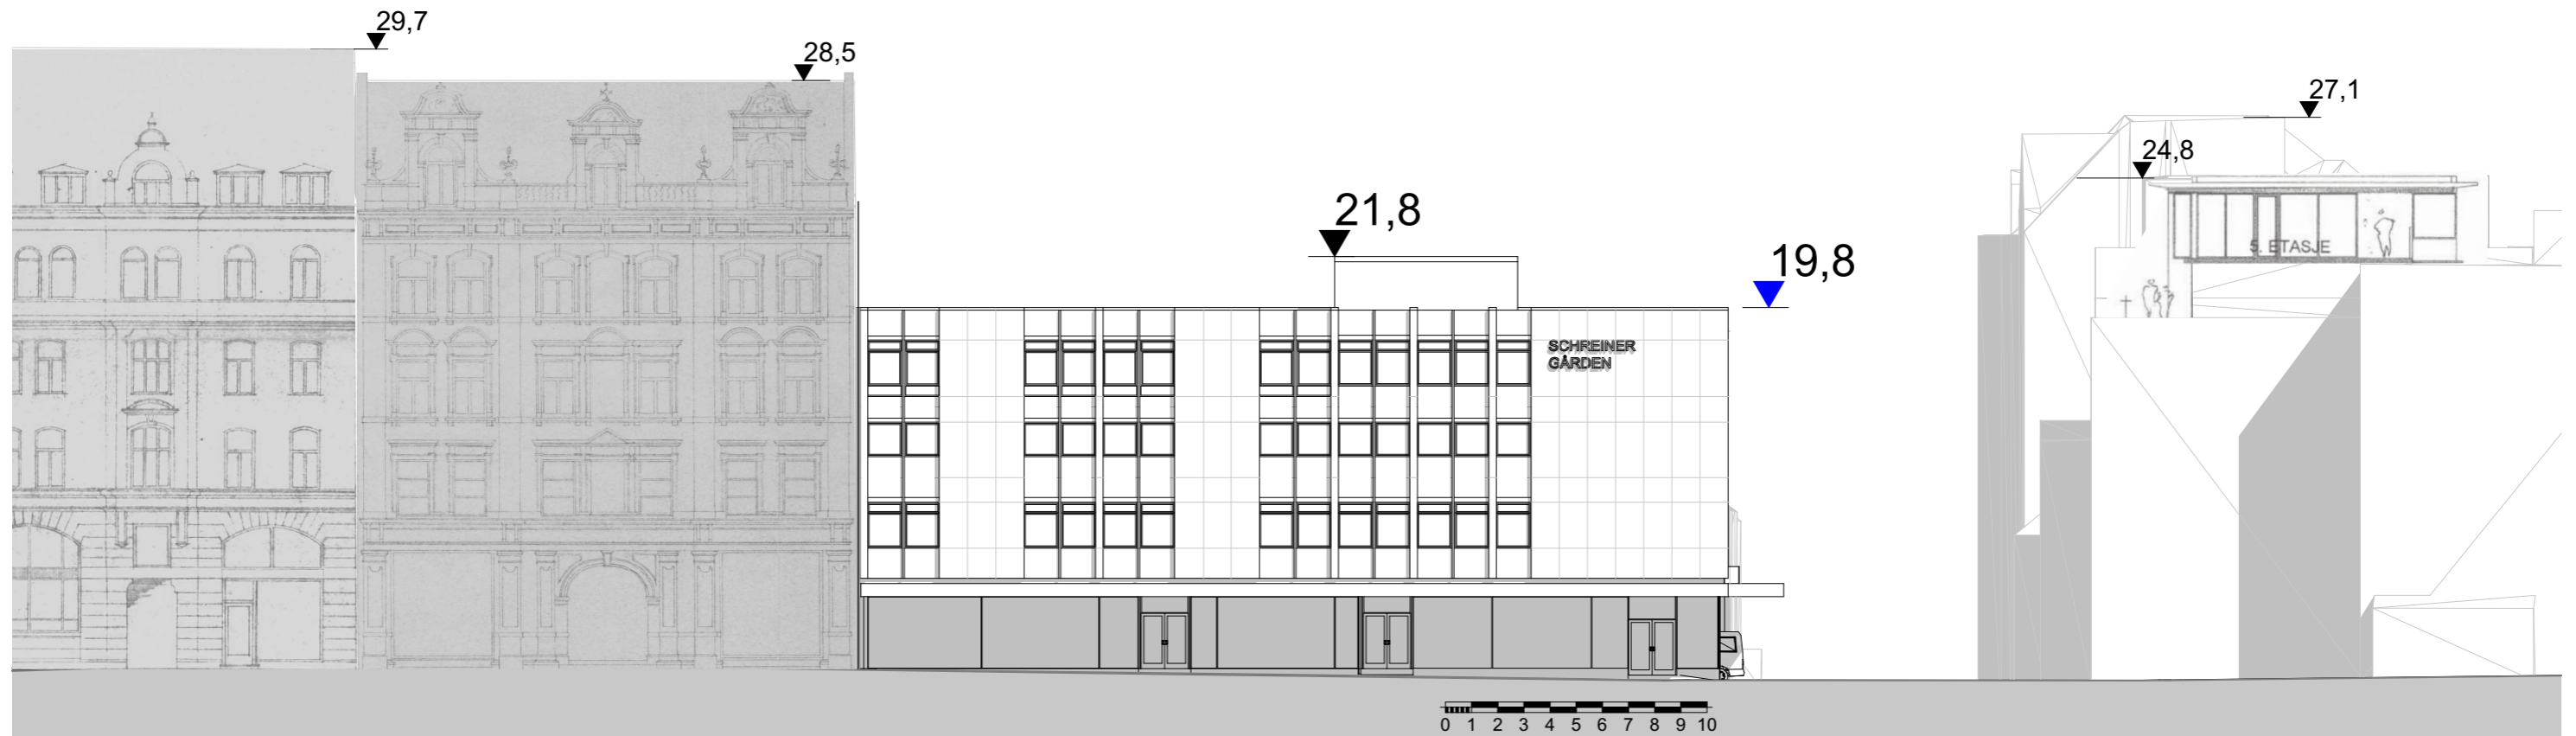 29,7
28,5
27,1
24,8
21,8
19,8
5. ETASJE
SCHREINER
GÅRDEN
0 1 2 3 4 5 6 7 8 9 10